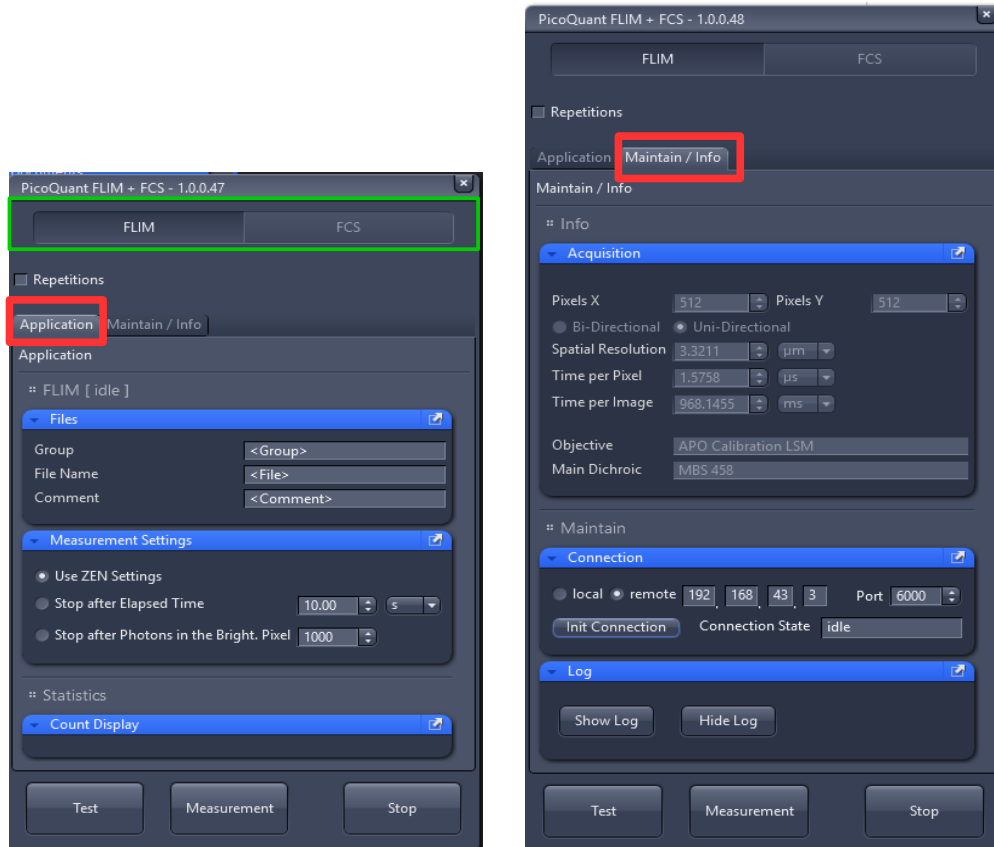 PicoQuant FLIM + FCS - 1.0.0.47
FLIM FCS
Repetitions
Application Maintain / Info
Application
FLIM [ idle ]
Files
Group <Group>
File Name <File>
Comment <Comment>
Measurement Settings
Use ZEN Settings
Stop after Elapsed Time 10.00 s
Stop after Photons in the Bright. Pixel 1000
Statistics
Count Display
Test Measurement Stop
PicoQuant FLIM + FCS - 1.0.0.48
FLIM FCS
Repetitions
Application Maintain / Info
Maintain / Info
Info
Acquisition
Pixels X 512 Pixels Y 512
Bi-Directional Uni-Directional
Spatial Resolution 3.3211 µm
Time per Pixel 1.5758 µs
Time per Image 968.1455 ms
Objective APO Calibration LSM
Main Dichroic MBS 458
Maintain
Connection
local remote 192 . 168 . 43 . 3 Port 6000
Init Connection Connection State idle
Log
Show Log Hide Log
Test Measurement Stop